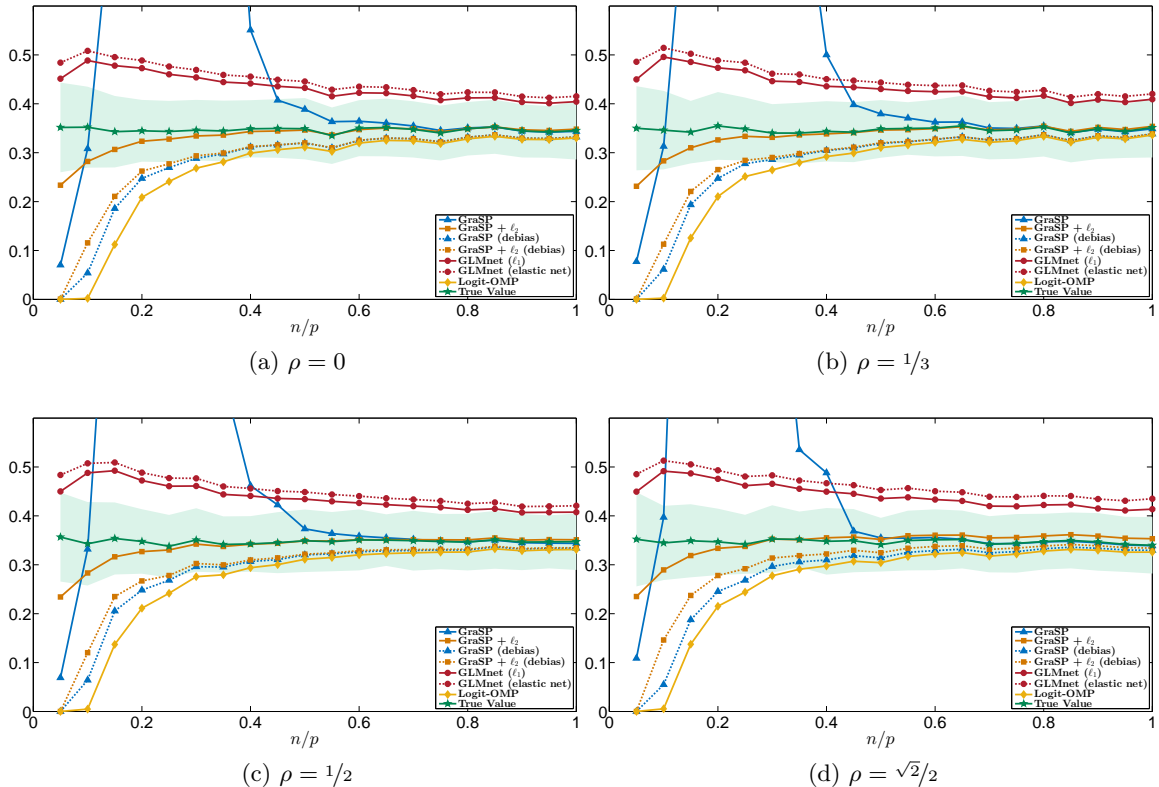 0.5
0.4
0.3
0.2
0.1
0
0 0.2 0.4 0.6 0.8 1
n/p
GraSP
GraSP + ℓ₂
GraSP (debias)
GraSP + ℓ₂ (debias)
GLMnet (ℓ₁)
GLMnet (elastic net)
Logit-OMP
True Value
(a) ρ = 0
0.5
0.4
0.3
0.2
0.1
0
0 0.2 0.4 0.6 0.8 1
n/p
GraSP
GraSP + ℓ₂
GraSP (debias)
GraSP + ℓ₂ (debias)
GLMnet (ℓ₁)
GLMnet (elastic net)
Logit-OMP
True Value
(b) ρ = 1/3
0.5
0.4
0.3
0.2
0.1
0
0 0.2 0.4 0.6 0.8 1
n/p
GraSP
GraSP + ℓ₂
GraSP (debias)
GraSP + ℓ₂ (debias)
GLMnet (ℓ₁)
GLMnet (elastic net)
Logit-OMP
True Value
(c) ρ = 1/2
0.5
0.4
0.3
0.2
0.1
0
0 0.2 0.4 0.6 0.8 1
n/p
GraSP
GraSP + ℓ₂
GraSP (debias)
GraSP + ℓ₂ (debias)
GLMnet (ℓ₁)
GLMnet (elastic net)
Logit-OMP
True Value
(d) ρ = √2/2